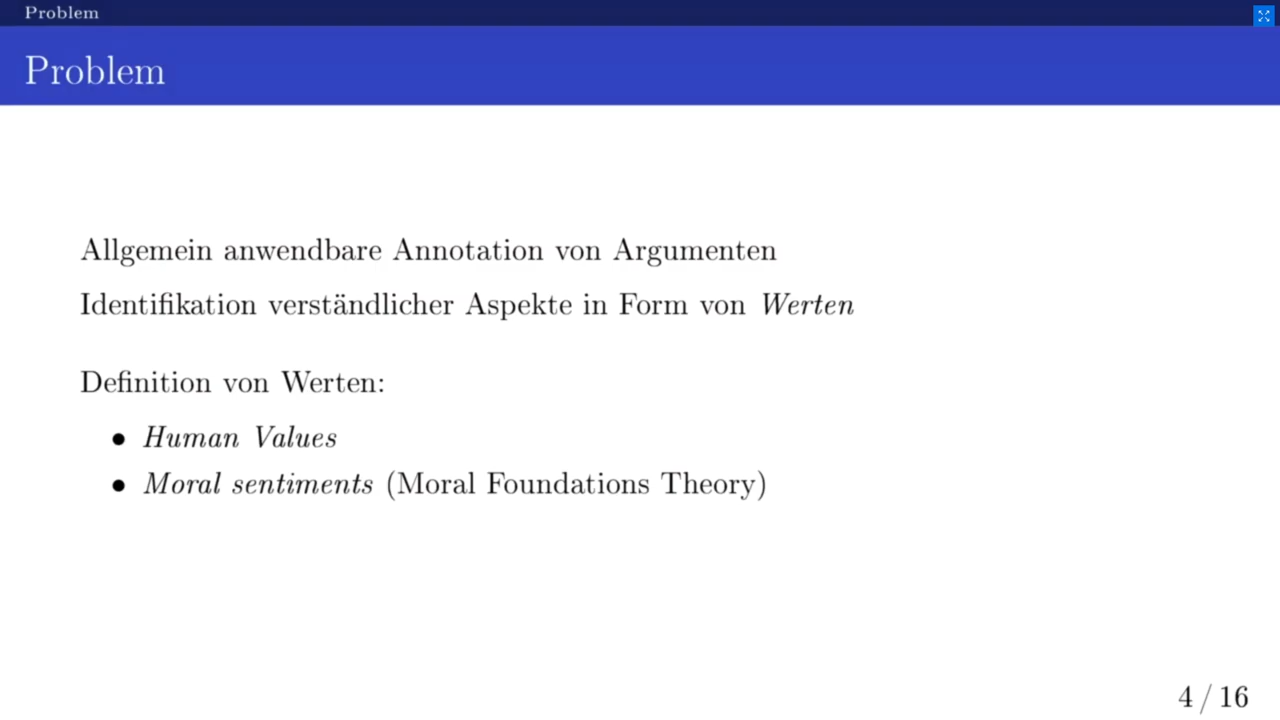 Problem
Problem
Allgemein anwendbare Annotation von Argumenten
Identifikation verständlicher Aspekte in Form von Werten
Definition von Werten:
• Human Values
• Moral sentiments (Moral Foundations Theory)
4 / 16